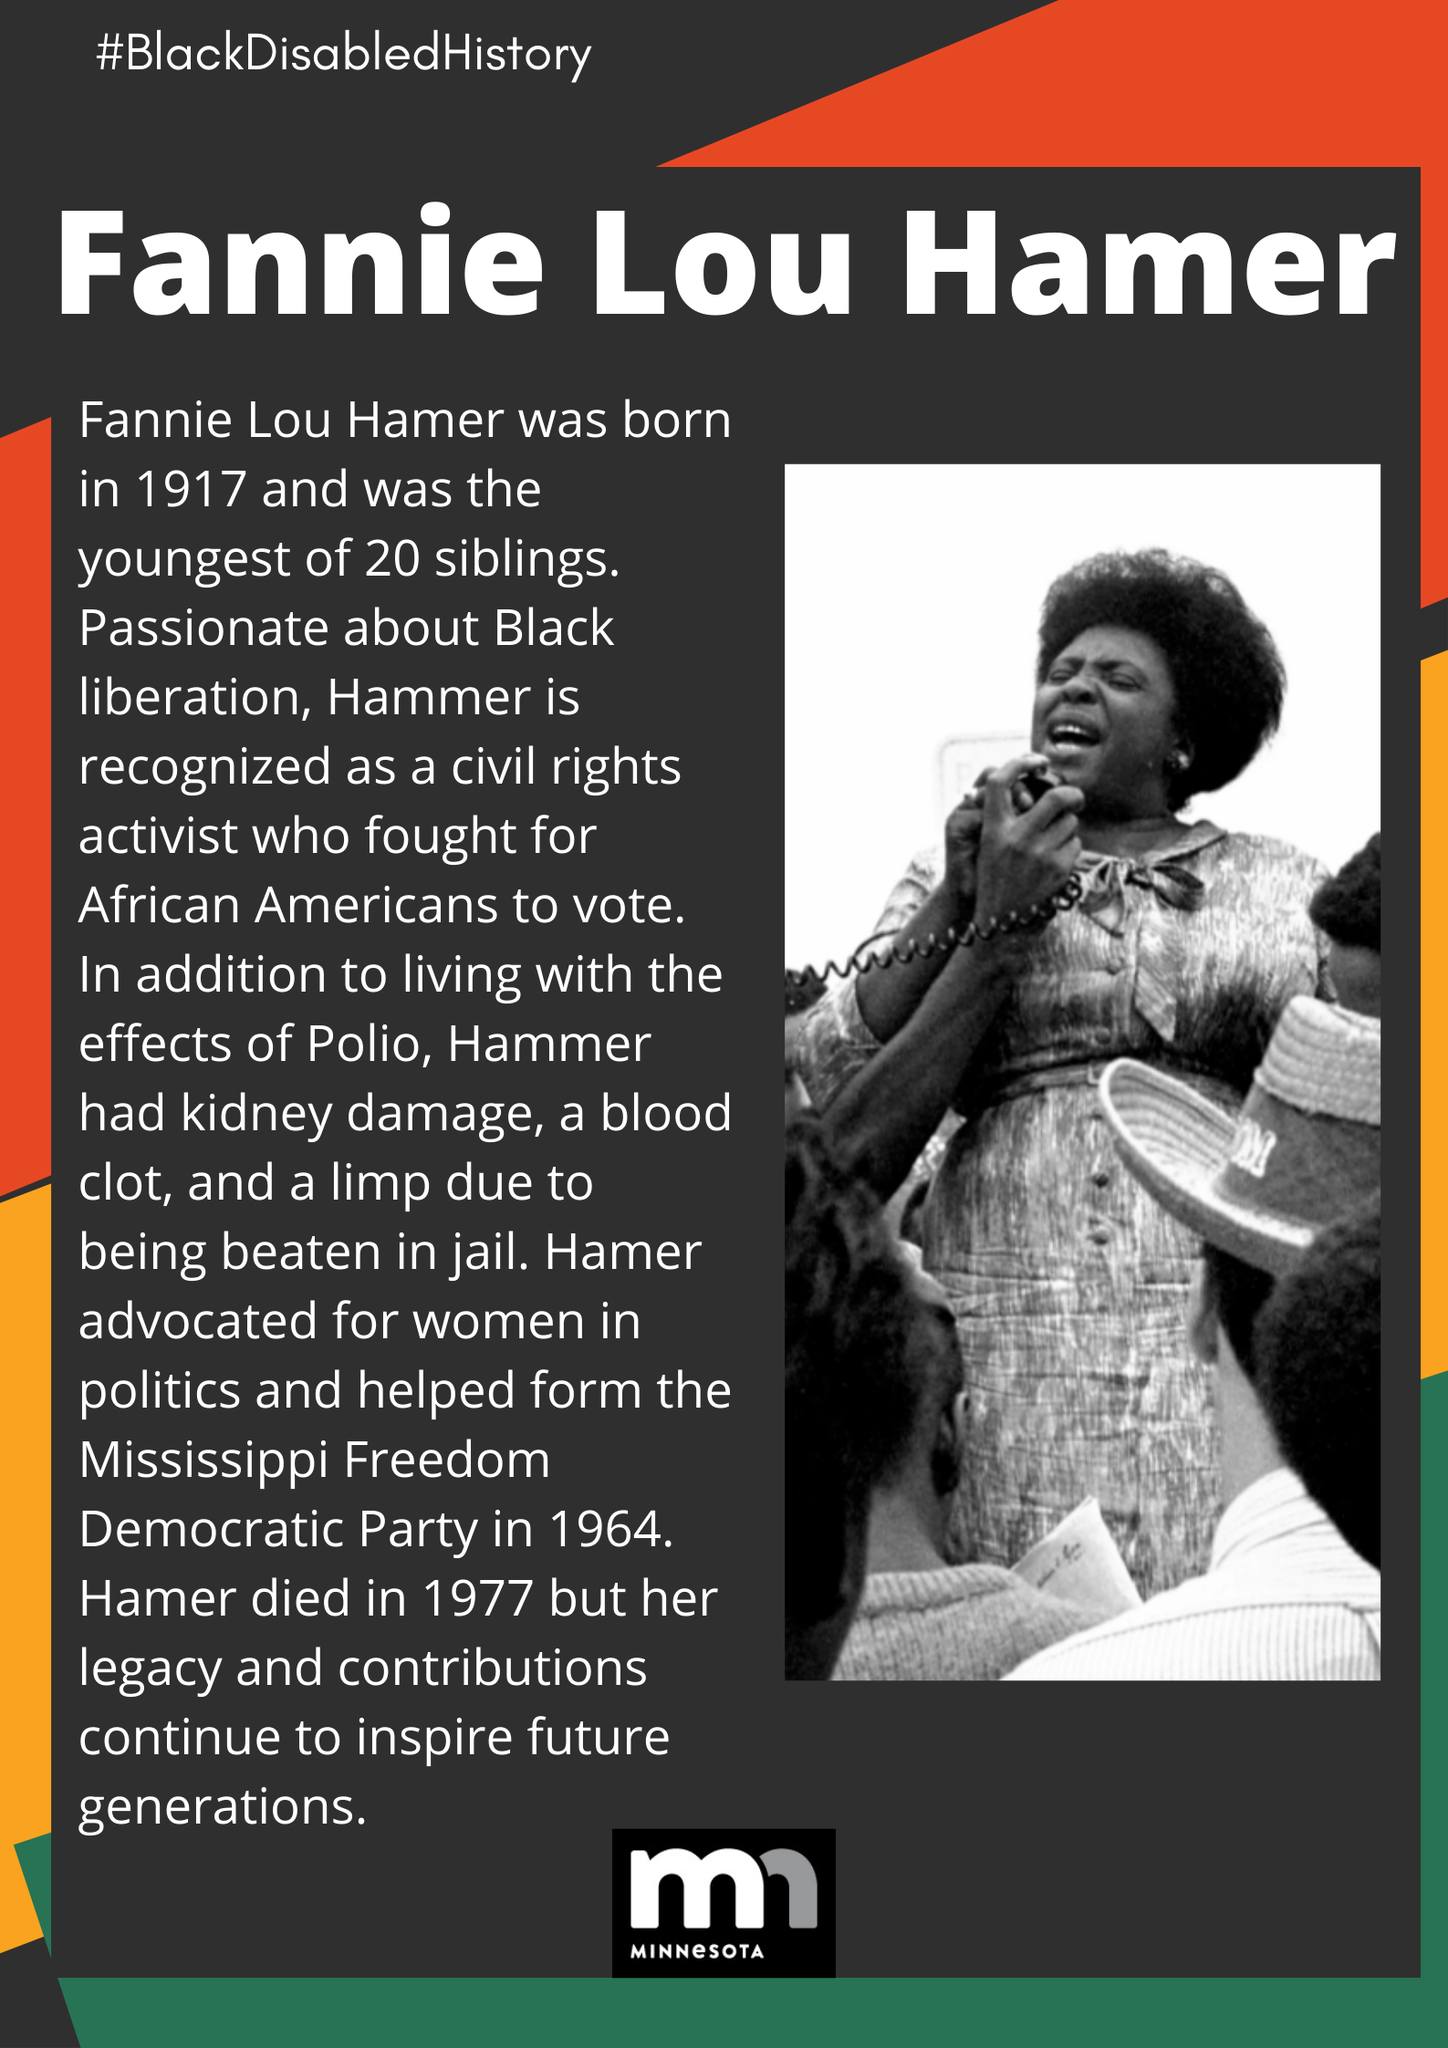 #BlackDisabledHistory
Fannie Lou Hamer
Fannie Lou Hamer was born
in 1917 and was the
youngest of 20 siblings.
Passionate about Black
liberation, Hammer is
recognized as a civil rights
activist who fought for
African Americans to vote.
In addition to living with the
effects of Polio, Hammer
had kidney damage, a blood
clot, and a limp due to
being beaten in jail. Hamer
advocated for women in
politics and helped form the
Mississippi Freedom
Democratic Party in 1964.
Hamer died in 1977 but her
legacy and contributions
continue to inspire future
generations.
mn
MINNeSOTA